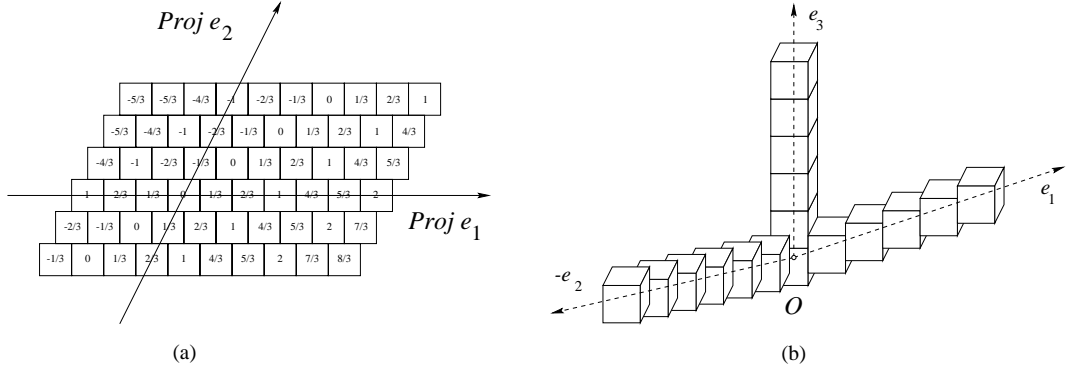 Proj e2
-5/3 -5/3 -4/3 -1 -2/3 -1/3 0 1/3 2/3 1
-5/3 -4/3 -1 -2/3 -1/3 0 1/3 2/3 1 4/3
-4/3 -1 -2/3 -1/3 0 1/3 2/3 1 4/3 5/3
1 2/3 1/3 0 1/3 2/3 1 4/3 5/3 2
Proj e1
-2/3 -1/3 0 1/3 2/3 1 4/3 5/3 2 7/3
-1/3 0 1/3 2/3 1 4/3 5/3 2 7/3 8/3
(a)
e3
e1
-e2
O
(b)